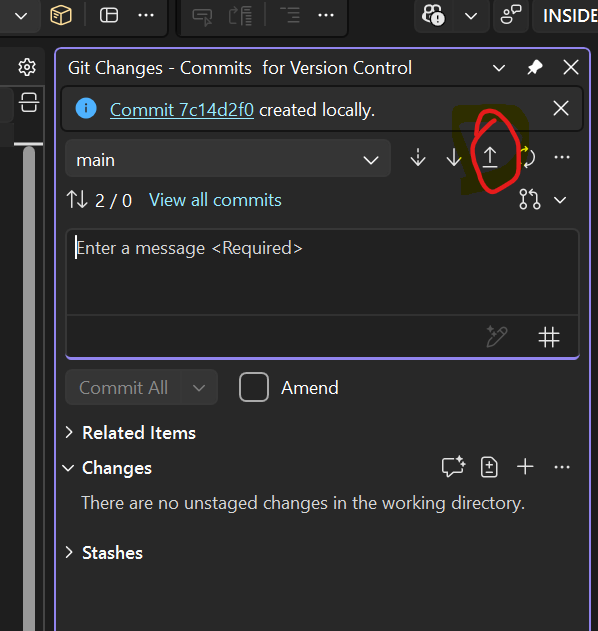 INSIDE
Git Changes - Commits for Version Control
Commit 7c14d2f0 created locally.
main
2 / 0 View all commits
Enter a message <Required>
Commit All Amend
Related Items
Changes
There are no unstaged changes in the working directory.
Stashes